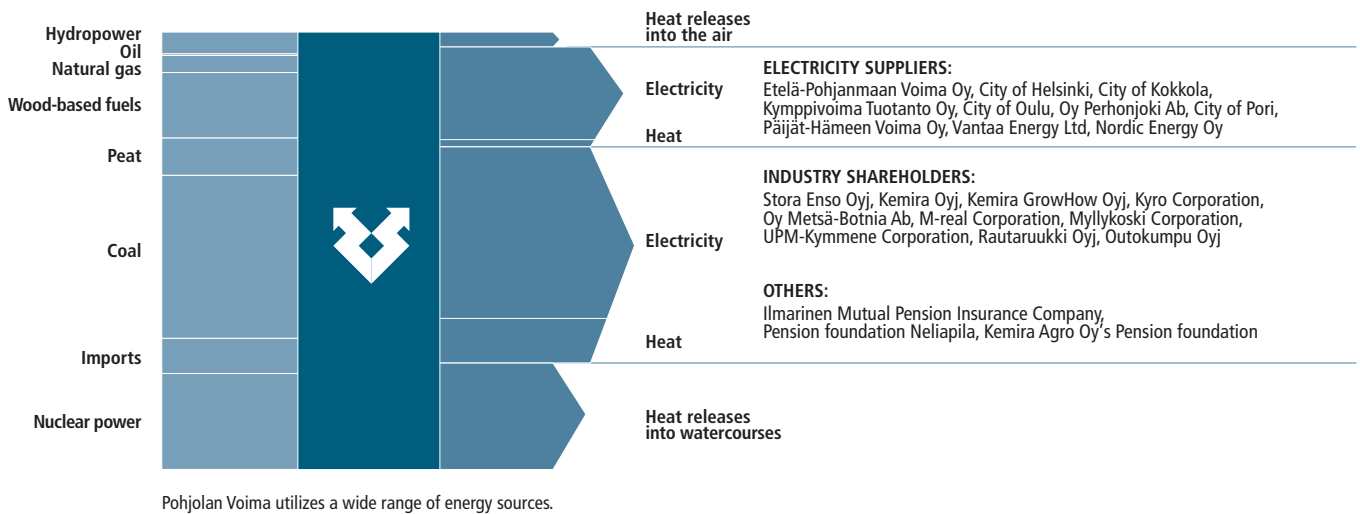 Hydropower
Oil
Natural gas
Wood-based fuels
Peat
Coal
Imports
Nuclear power
Heat releases
into the air
Electricity
Heat
ELECTRICITY SUPPLIERS:
Etelä-Pohjanmaan Voima Oy, City of Helsinki, City of Kokkola,
Kymppivoima Tuotanto Oy, City of Oulu, Oy Perhonjoki Ab, City of Pori,
Päijät-Hämeen Voima Oy, Vantaa Energy Ltd, Nordic Energy Oy
Electricity
Heat
INDUSTRY SHAREHOLDERS:
Stora Enso Oyj, Kemira Oyj, Kemira GrowHow Oyj, Kyro Corporation,
Oy Metsä-Botnia Ab, M-real Corporation, Myllykoski Corporation,
UPM-Kymmene Corporation, Rautaruukki Oyj, Outokumpu Oyj
OTHERS:
Ilmarinen Mutual Pension Insurance Company,
Pension foundation Neliapila, Kemira Agro Oy's Pension foundation
Heat releases
into watercourses
Pohjolan Voima utilizes a wide range of energy sources.